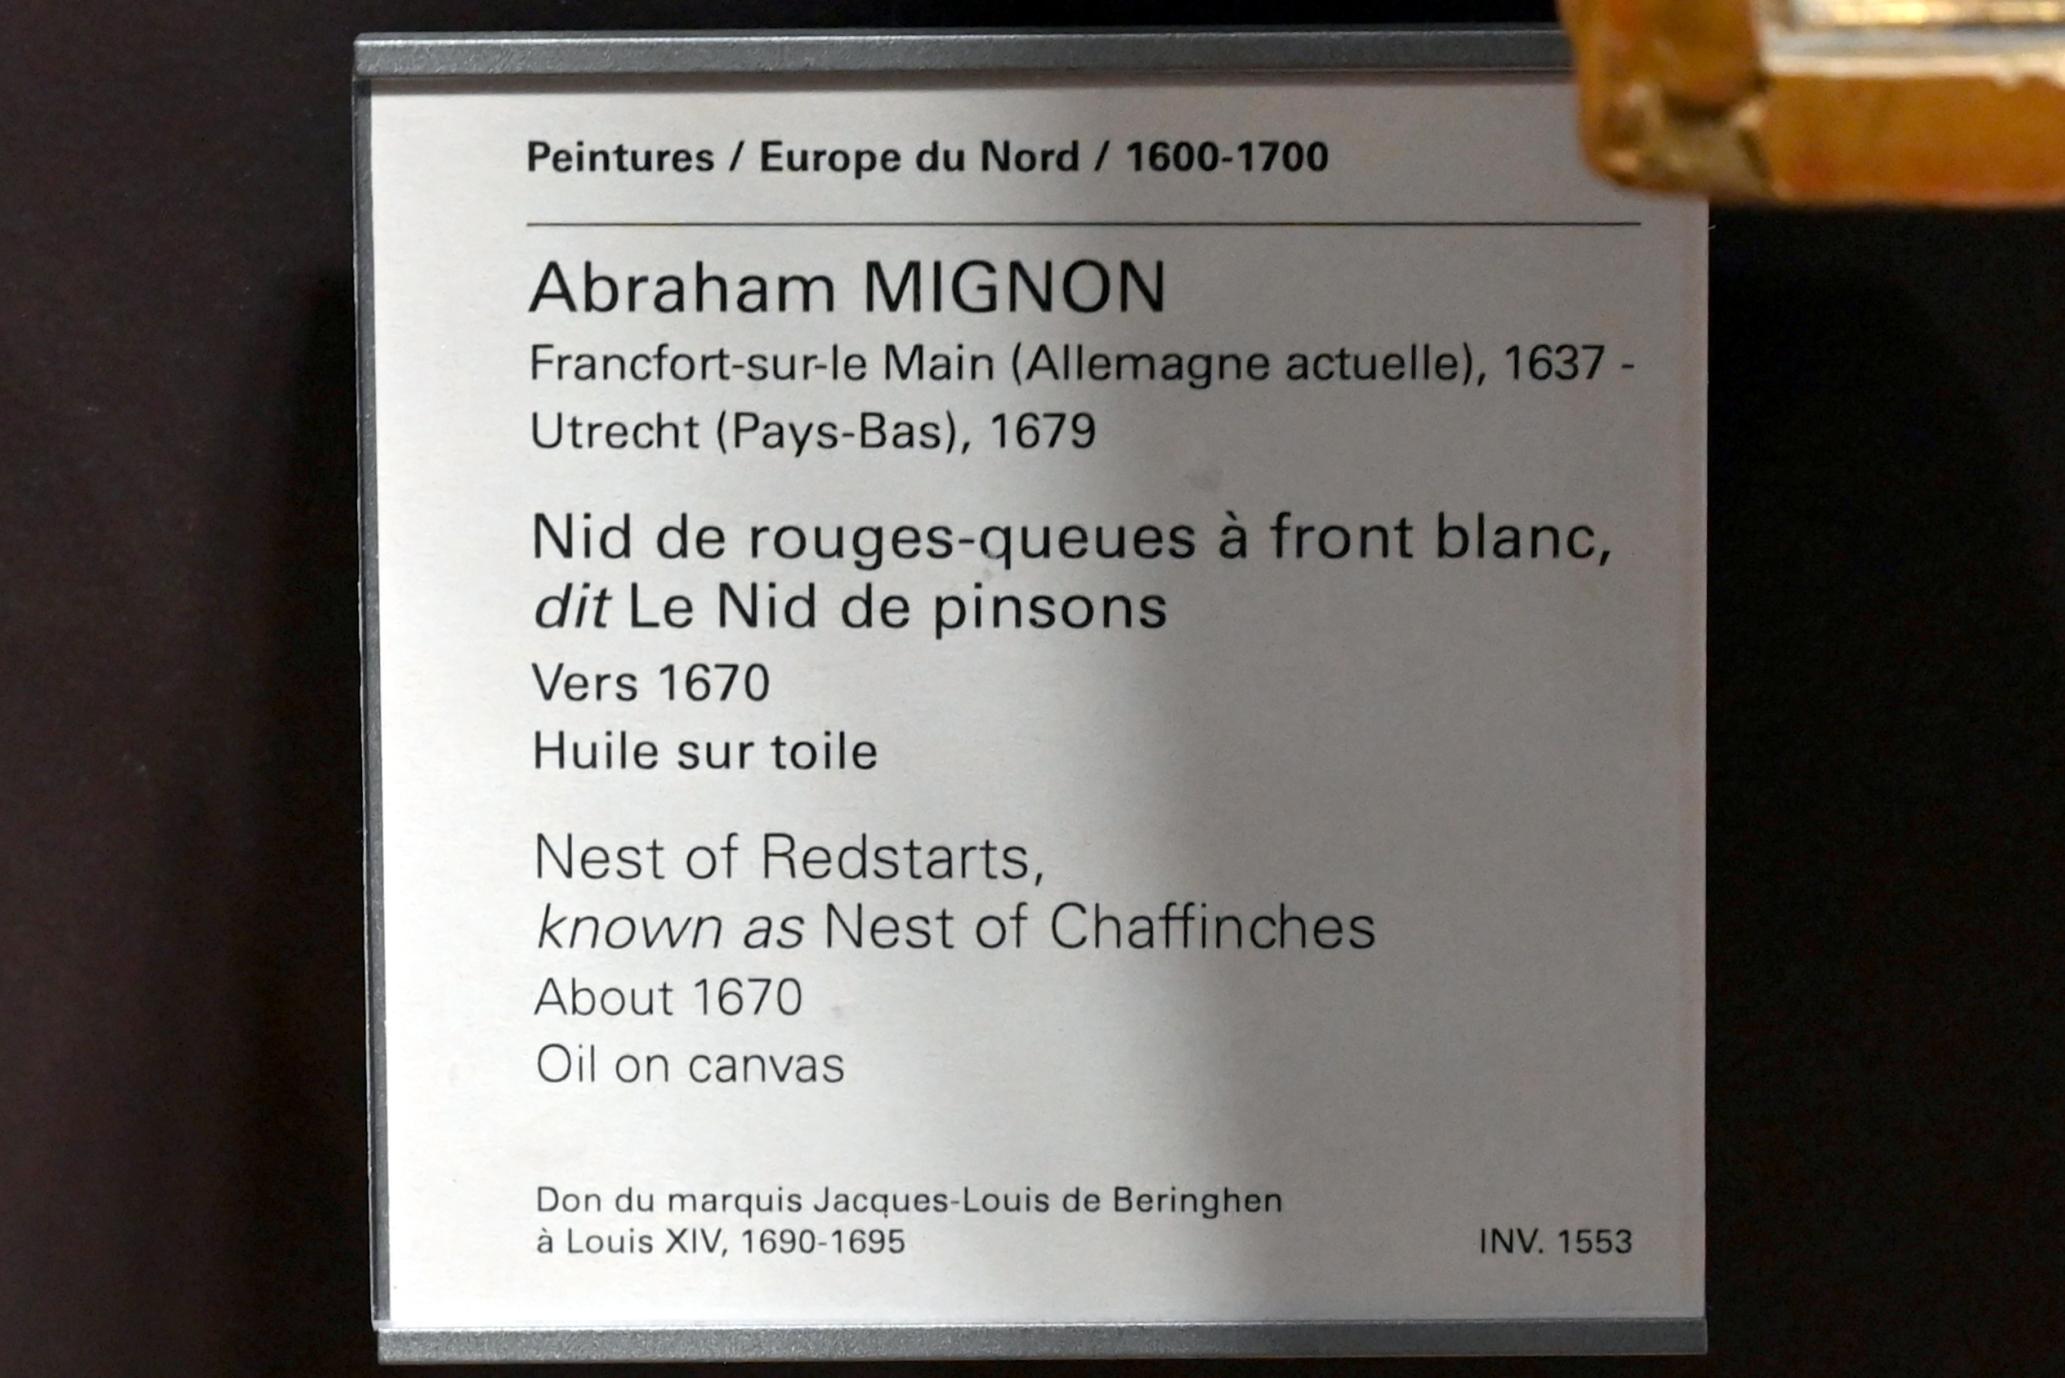 Peintures / Europe du Nord / 1600-1700
Abraham MIGNON
Francfort-sur-le Main (Allemagne actuelle), 1637 -
Utrecht (Pays-Bas), 1679
Nid de rouges-queues à front blanc,
dit Le Nid de pinsons
Vers 1670
Huile sur toile
Nest of Redstarts,
known as Nest of Chaffinches
About 1670
Oil on canvas
Don du marquis Jacques-Louis de Beringhen
à Louis XIV, 1690-1695
INV. 1553